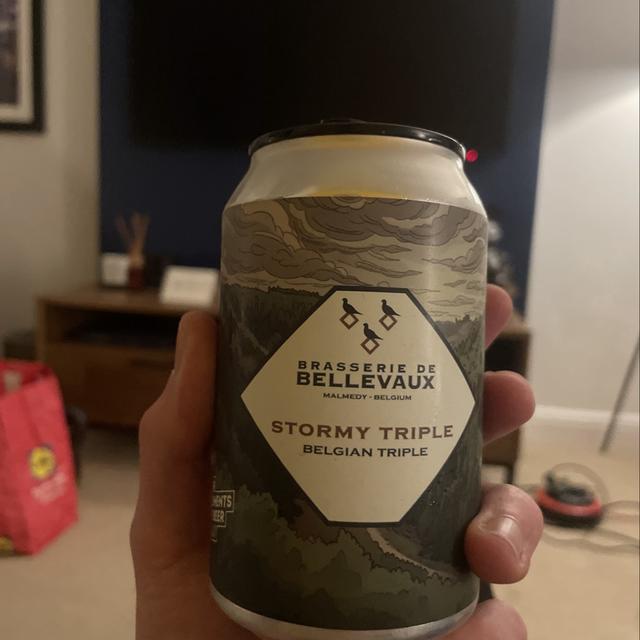 BRASSERIE DE
BELLEVAUX
MALMEDY - BELGIUM
STORMY TRIPLE
BELGIAN TRIPLE